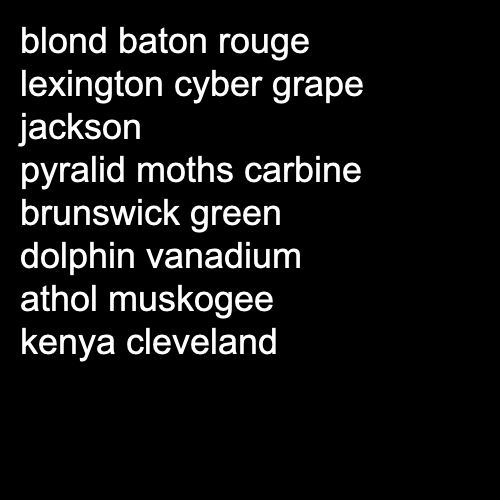 blond baton rouge
lexington cyber grape
jackson
pyralid moths carbine
brunswick green
dolphin vanadium
athol muskogee
kenya cleveland